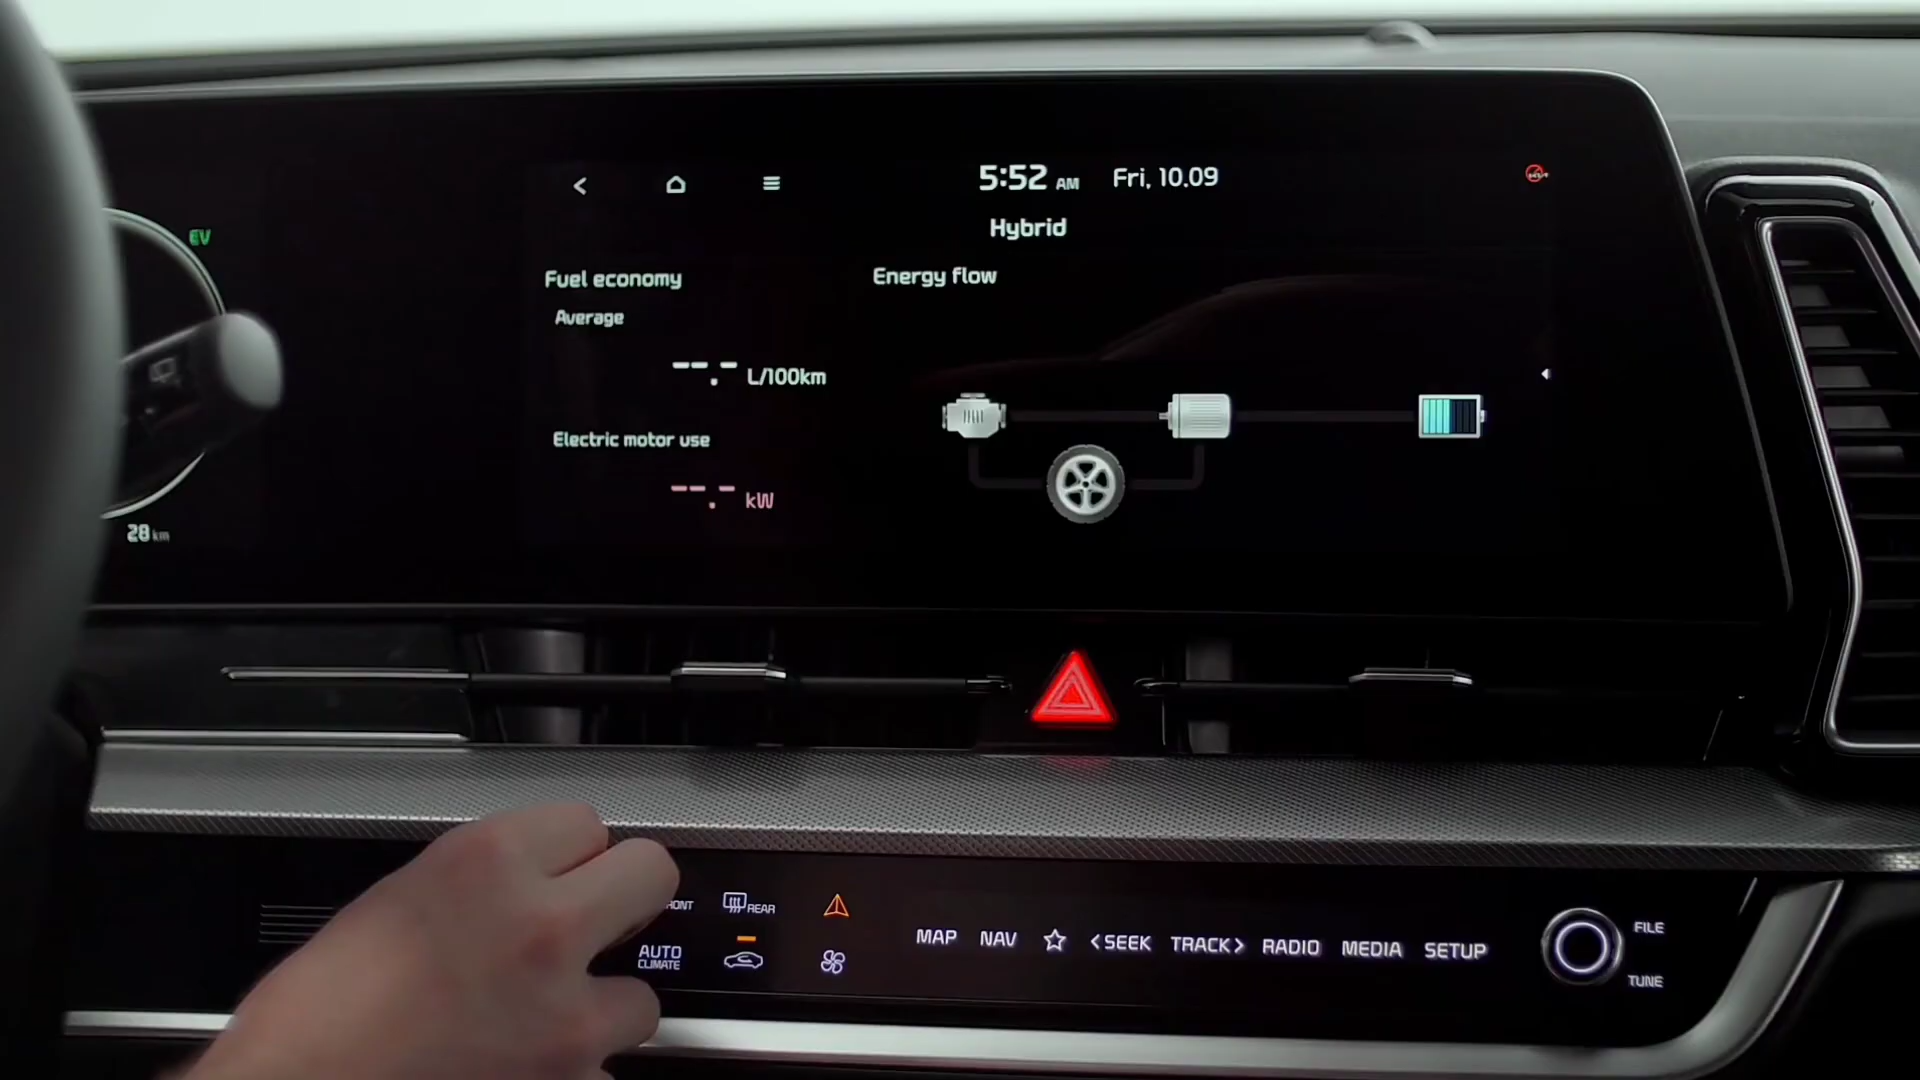 5:52 AM Fri, 10.09
Hybrid
EV
Fuel economy
Energy flow
Average
--.- L/100km
Electric motor use
--.- kW
28 km
REAR
AUTO
CLIMATE
MAP NAV < SEEK TRACK > RADIO MEDIA SETUP
FILE
TUNE